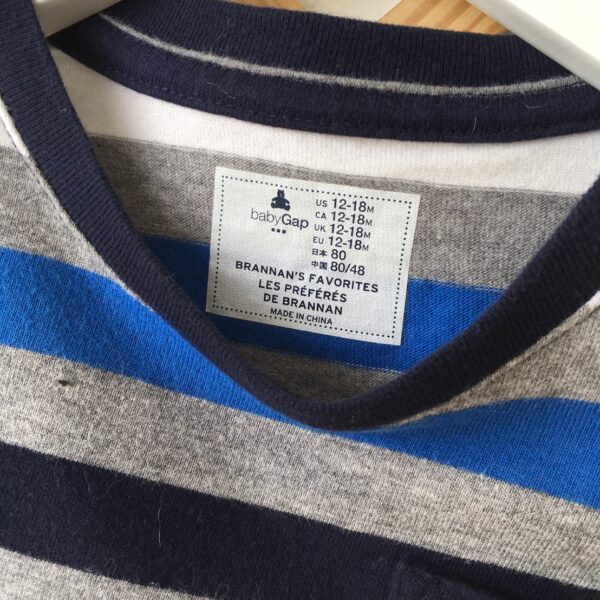 babyGap
US 12-18M
CA 12-18M
UK 12-18M
EU 12-18M
日本 80
中国 80/48
BRANNAN'S FAVORITES
LES PRÉFÉRÉS
DE BRANNAN
MADE IN CHINA